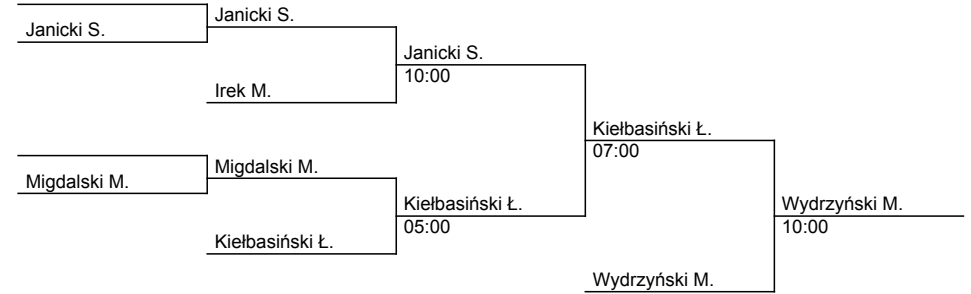 Janicki S.
Janicki S.
Irek M.
Janicki S.
10:00
Migdalski M.
Migdalski M.
Kiełbasiński Ł.
Kiełbasiński Ł.
05:00
Kiełbasiński Ł.
07:00
Wydrzyński M.
Wydrzyński M.
10:00